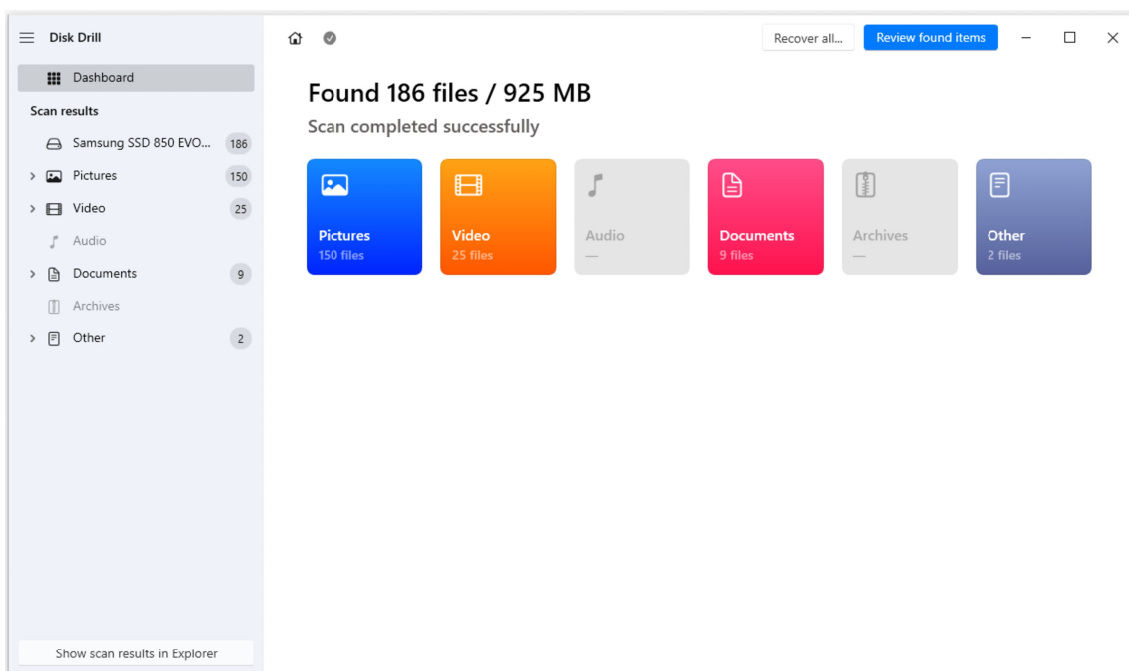 Disk Drill
Recover all...
Review found items
Dashboard
Scan results
Samsung SSD 850 EVO... 186
Pictures 150
Video 25
Audio
Documents 9
Archives
Other 2
Show scan results in Explorer
Found 186 files / 925 MB
Scan completed successfully
Pictures
150 files
Video
25 files
Audio
—
Documents
9 files
Archives
—
Other
2 files